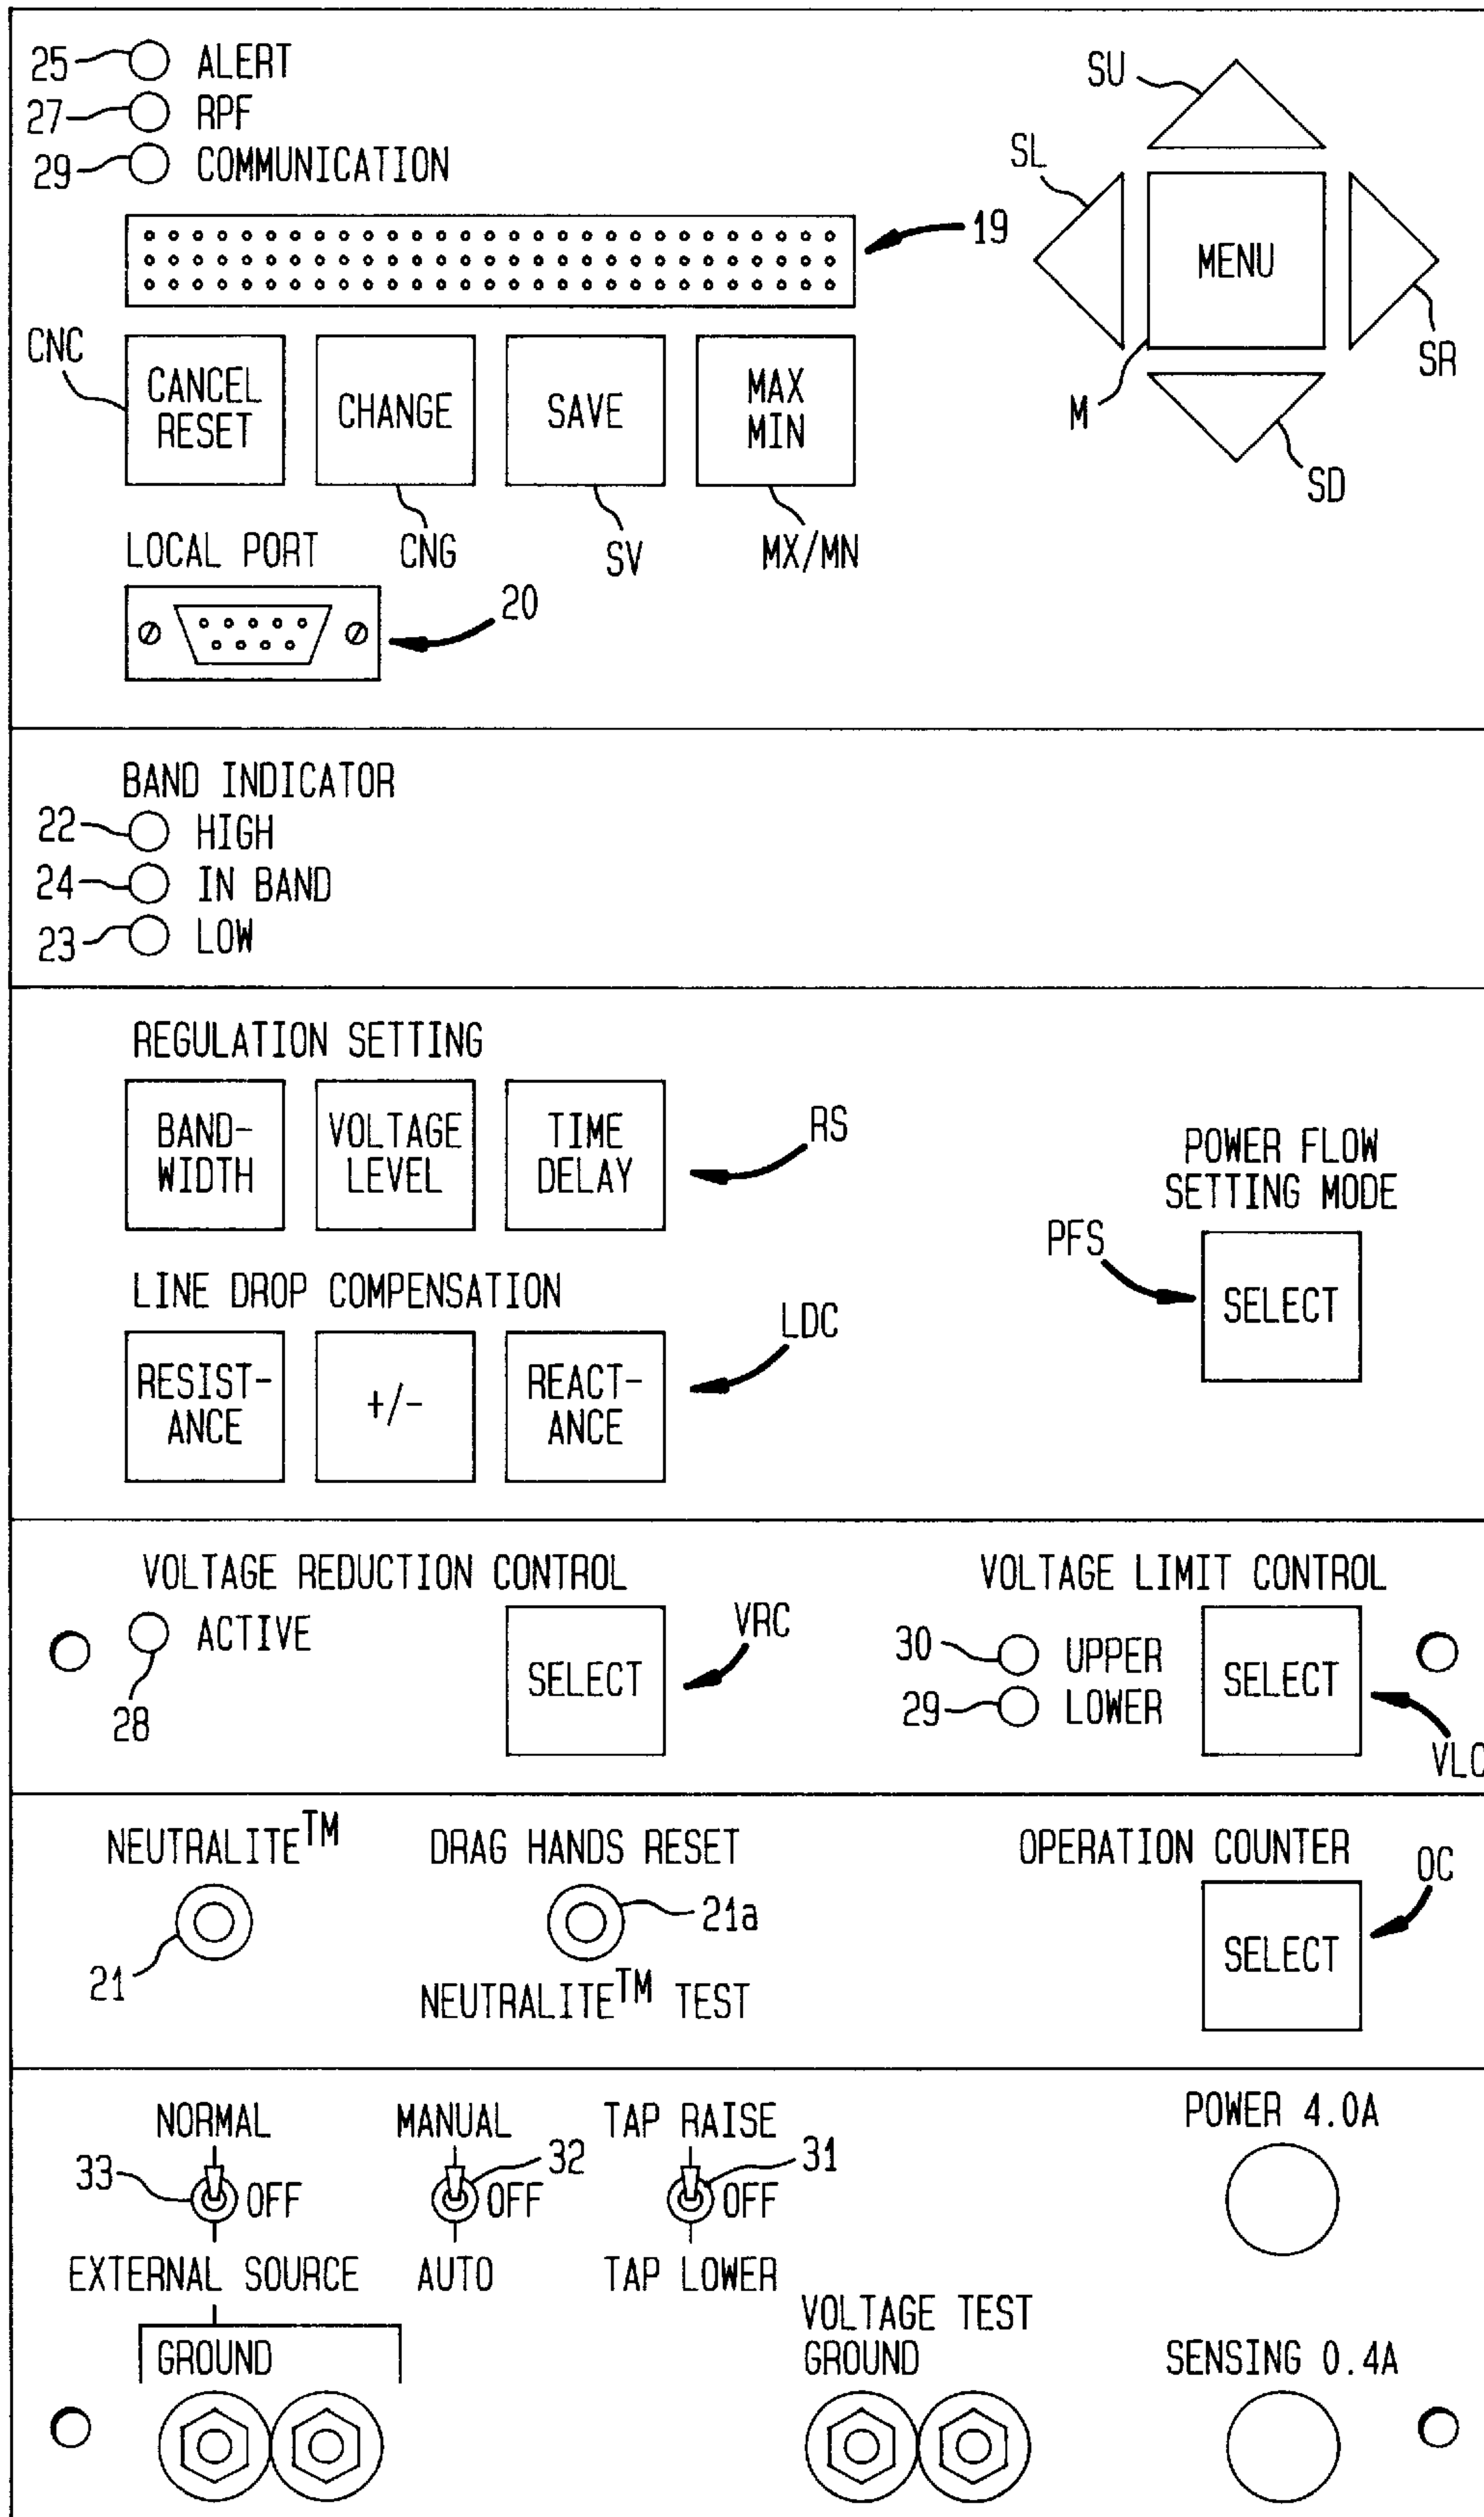 25 ALERT
27 RPF
29 COMMUNICATION
SU
SL
19
MENU
SR
M
SD
CNC
CANCEL
RESET
CHANGE
SAVE
MAX
MIN
CNG
SV
MX/MN
LOCAL PORT
20
BAND INDICATOR
22 HIGH
24 IN BAND
23 LOW
REGULATION SETTING
BAND-
WIDTH
VOLTAGE
LEVEL
TIME
DELAY
RS
POWER FLOW
SETTING MODE
PFS
SELECT
LINE DROP COMPENSATION
LDC
RESIST-
ANCE
+/-
REACT-
ANCE
VOLTAGE REDUCTION CONTROL
ACTIVE
28
SELECT
VRC
VOLTAGE LIMIT CONTROL
30 UPPER
29 LOWER
SELECT
VLC
NEUTRALITE™
21
DRAG HANDS RESET
21a
NEUTRALITE™ TEST
OPERATION COUNTER
OC
SELECT
NORMAL
33 OFF
EXTERNAL SOURCE
GROUND
MANUAL
32
OFF
AUTO
TAP RAISE
31
OFF
TAP LOWER
POWER 4.0A
VOLTAGE TEST
GROUND
SENSING 0.4A